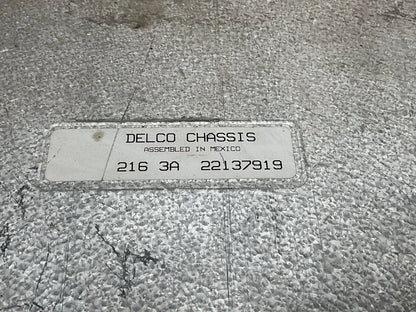 DELCO CHASSIS
ASSEMBLED IN MEXICO
216 3A 22137919